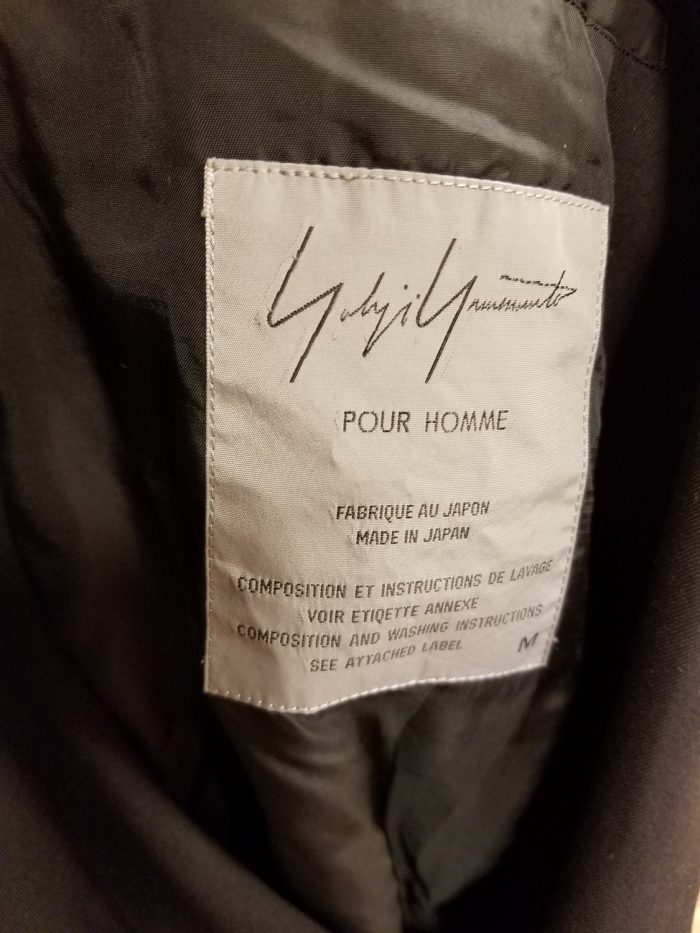 Yohji Yamamoto
POUR HOMME
FABRIQUE AU JAPON
MADE IN JAPAN
COMPOSITION ET INSTRUCTIONS DE LAVAGE
VOIR ETIQETTE ANNEXE
COMPOSITION AND WASHING INSTRUCTIONS
SEE ATTACHED LABEL
M